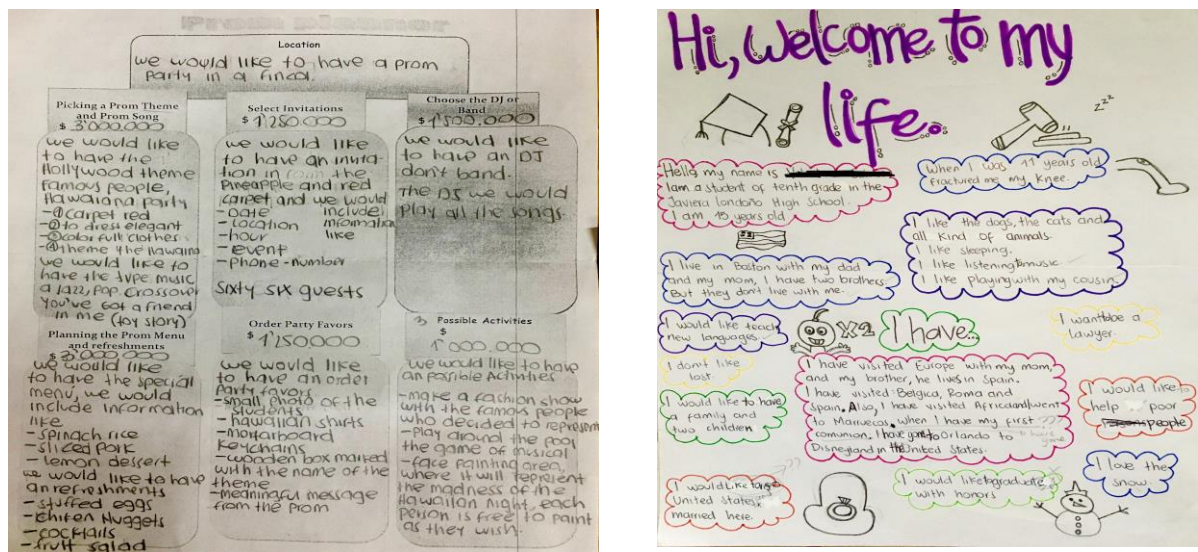 Prom Planner
Location
we would like to have a prom
party in a finca.
Picking a Prom Theme
and Prom Song
$ 3'000.000
we would like
to have the
Hollywood theme
Famous people,
Hawaiiana party
① carpet red
② to dress elegant
③ color full clothes
④ theme the Hawaiana
we would like to
have the type music
a Jazz, Pop, Crossover
You've got a friend
in me (toy story)
Select Invitations
$ 1'280.000
we would like
to have an invita-
tion in the
Pineapple and red
carpet and we would
include
information
like
-Date
-Location
-hour
-event
-phone-number
Sixty six guests
Choose the DJ or
Band
$ 1'500.000
we would like
to have an DJ
don't band.
The DJ we would
Play all the songs.
Planning the Prom Menu
and refreshments
$ 3'000.000
we would like
to have the special
menu, we would
include information
like
-spinach rice
-sliced pork
-lemon dessert
we would like to have
an refreshments
-stuffed eggs
-chiken Nuggets
-cocktails
-fruit salad
Order Party Favors
$ 1'150.000
we would like
to have an order
Party favors
-small photo of the
students
-hawaiian shirts
-mortarboard
Keychains
-wooden box marked
with the name of the
theme
-meaningful message
from the prom
3 Possible Activities
$
1'000.000
we would like to have
an possible Activities
-make a fashion show
with the famous people
who decided to represent
-play around the pool
the game of musical
-face painting area,
where it will represent
the madness of the
Hawaiian night, each
person is free to paint
as they wish.
Hi, welcome to my
life.
zzz
Hello, my name is
I am a student of tenth grade in the
Javiera Londoño High School.
I am 15 years old
When I was 11 years old
fractured me my knee.
I like the dogs, the cats and
all kind of animals.
I like sleeping.
I like listening to music.
I like playing with my cousin.
I live in Boston with my dad
and my mom, I have two brothers.
But they don't live with me.
I would like teach
new languages.
X2
I have...
I want be a
lawyer.
I don't like
lost.
I have visited Europe with my mom,
and my brother, he lives in Spain.
I have visited: Belgica, Roma and
Spain. Also, I have visited Africa and I went
to Marruecos. when I have my first
comunion. I have gone to Orlando to
Disneyland in the United States.
I would like to have
a family and
two children
I would like to
help poor
people
I love the
snow.
I would like to go
United States
married here.
I would like to graduate
with honors